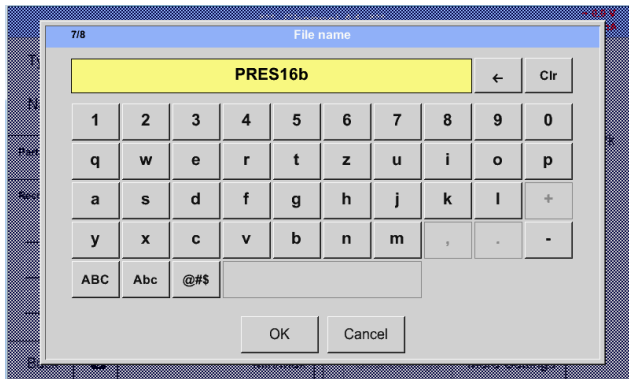 7/8 File name
PRES16b
← Clr
1 2 3 4 5 6 7 8 9 0
q w e r t z u i o p
a s d f g h j k l +
y x c v b n m , . -
ABC Abc @#$
OK Cancel